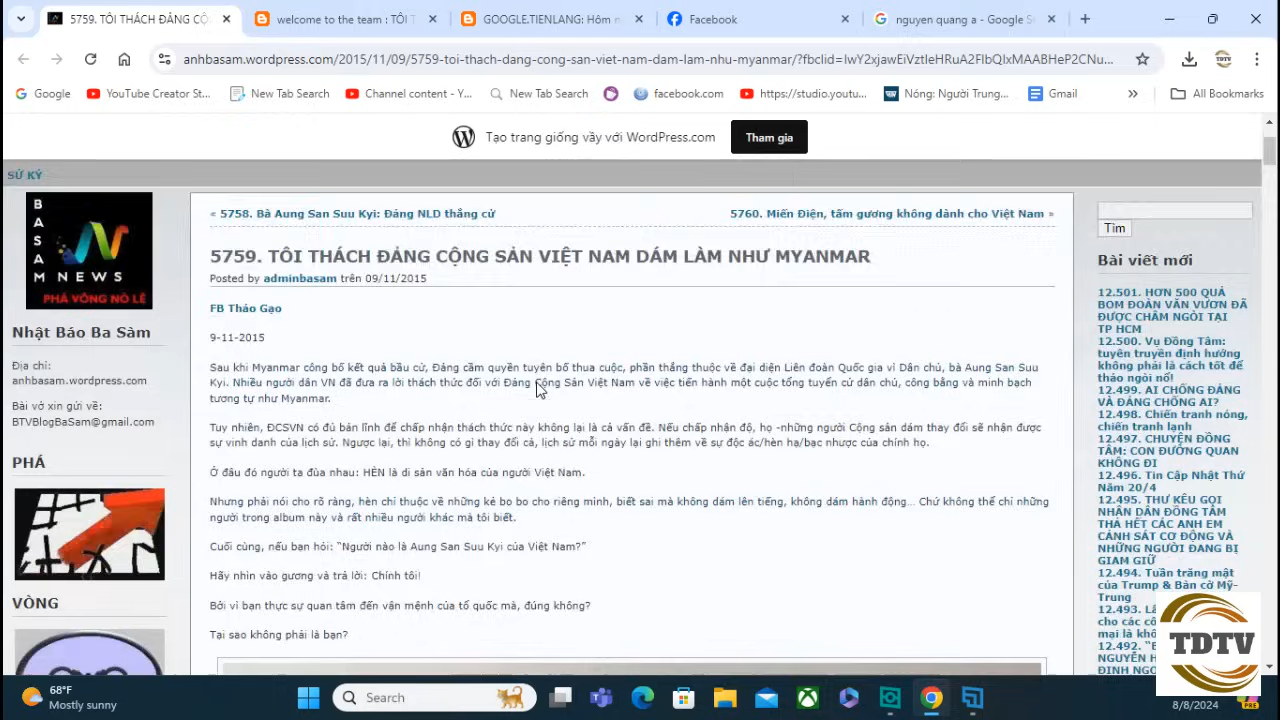 5759. TÔI THÁCH ĐẢNG CỘ
welcome to the team : TÔI T
GOOGLE.TIENLANG: Hôm n
Facebook
nguyen quang a - Google S
anhbasam.wordpress.com/2015/11/09/5759-toi-thach-dang-cong-san-viet-nam-dam-lam-nhu-myanmar/?fbclid=IwY2xjawEiVztleHRuA2FlbQIxMAABHeP2CNu...
Google
YouTube Creator St...
New Tab Search
Channel content - Y...
New Tab Search
facebook.com
https://studio.youtu...
Nóng: Người Trung...
Gmail
All Bookmarks
Tạo trang giống vầy với WordPress.com
Tham gia
SỬ KÝ
BASAM
NEWS
PHÁ VÒNG NÔ LỆ
Nhật Báo Ba Sàm
Địa chỉ:
anhbasam.wordpress.com
Bài vở xin gửi về:
BTVBlogBaSam@gmail.com
PHÁ
VÒNG
« 5758. Bà Aung San Suu Kyi: Đảng NLD thắng cử
5760. Miến Điện, tấm gương không dành cho Việt Nam »
5759. TÔI THÁCH ĐẢNG CỘNG SẢN VIỆT NAM DÁM LÀM NHƯ MYANMAR
Posted by adminbasam trên 09/11/2015
FB Thảo Gạo
9-11-2015
Sau khi Myanmar công bố kết quả bầu cử, Đảng cầm quyền tuyên bố thua cuộc, phần thắng thuộc về đại diện Liên đoàn Quốc gia vì Dân chủ, bà Aung San Suu
Kyi. Nhiều người dân VN đã đưa ra lời thách thức đối với Đảng Cộng Sản Việt Nam về việc tiến hành một cuộc tổng tuyển cử dân chủ, công bằng và minh bạch
tương tự như Myanmar.
Tuy nhiên, ĐCSVN có đủ bản lĩnh để chấp nhận thách thức này không lại là cả vấn đề. Nếu chấp nhận đó, họ -những người Cộng sản dám thay đổi sẽ nhận được
sự vinh danh của lịch sử. Ngược lại, thì không có gì thay đổi cả, lịch sử mỗi ngày lại ghi thêm về sự độc ác/hèn hạ/bạc nhược của chính họ.
Ở đâu đó người ta đùa nhau: HÈN là di sản văn hóa của người Việt Nam.
Nhưng phải nói cho rõ ràng, hèn chỉ thuộc về những kẻ bo bo cho riêng mình, biết sai mà không dám lên tiếng, không dám hành động... Chứ không thể chỉ những
người trong album này và rất nhiều người khác mà tôi biết.
Cuối cùng, nếu bạn hỏi: "Người nào là Aung San Suu Kyi của Việt Nam?"
Hãy nhìn vào gương và trả lời: Chính tôi!
Bởi vì bạn thực sự quan tâm đến vận mệnh của tổ quốc mà, đúng không?
Tại sao không phải là bạn?
Tìm
Bài viết mới
12.501. HƠN 500 QUẢ
BOM ĐOÀN VĂN VƯƠN ĐÃ
ĐƯỢC CHÂM NGÒI TẠI
TP HCM
12.500. Vụ Đồng Tâm:
tuyên truyền định hướng
không phải là cách tốt để
tháo ngòi nổ!
12.499. AI CHỐNG ĐẢNG
VÀ ĐẢNG CHỐNG AI?
12.498. Chiến tranh nóng,
chiến tranh lạnh
12.497. CHUYỆN ĐỒNG
TÂM: CON ĐƯỜNG QUAN
KHÔNG ĐI
12.496. Tin Cập Nhật Thứ
Năm 20/4
12.495. THƯ KÊU GỌI
NHÂN DÂN ĐỒNG TÂM
THẢ HẾT CÁC ANH EM
CẢNH SÁT CƠ ĐỘNG VÀ
NHỮNG NGƯỜI ĐANG BỊ
GIAM GIỮ
12.494. Tuần trăng mật
của Trump & Bàn cờ Mỹ-
Trung
12.493.
cho các
mại là
12.492.
NGUYỄN
ĐINH NGỌ
TDTV
68°F
Mostly sunny
Search
8/8/2024